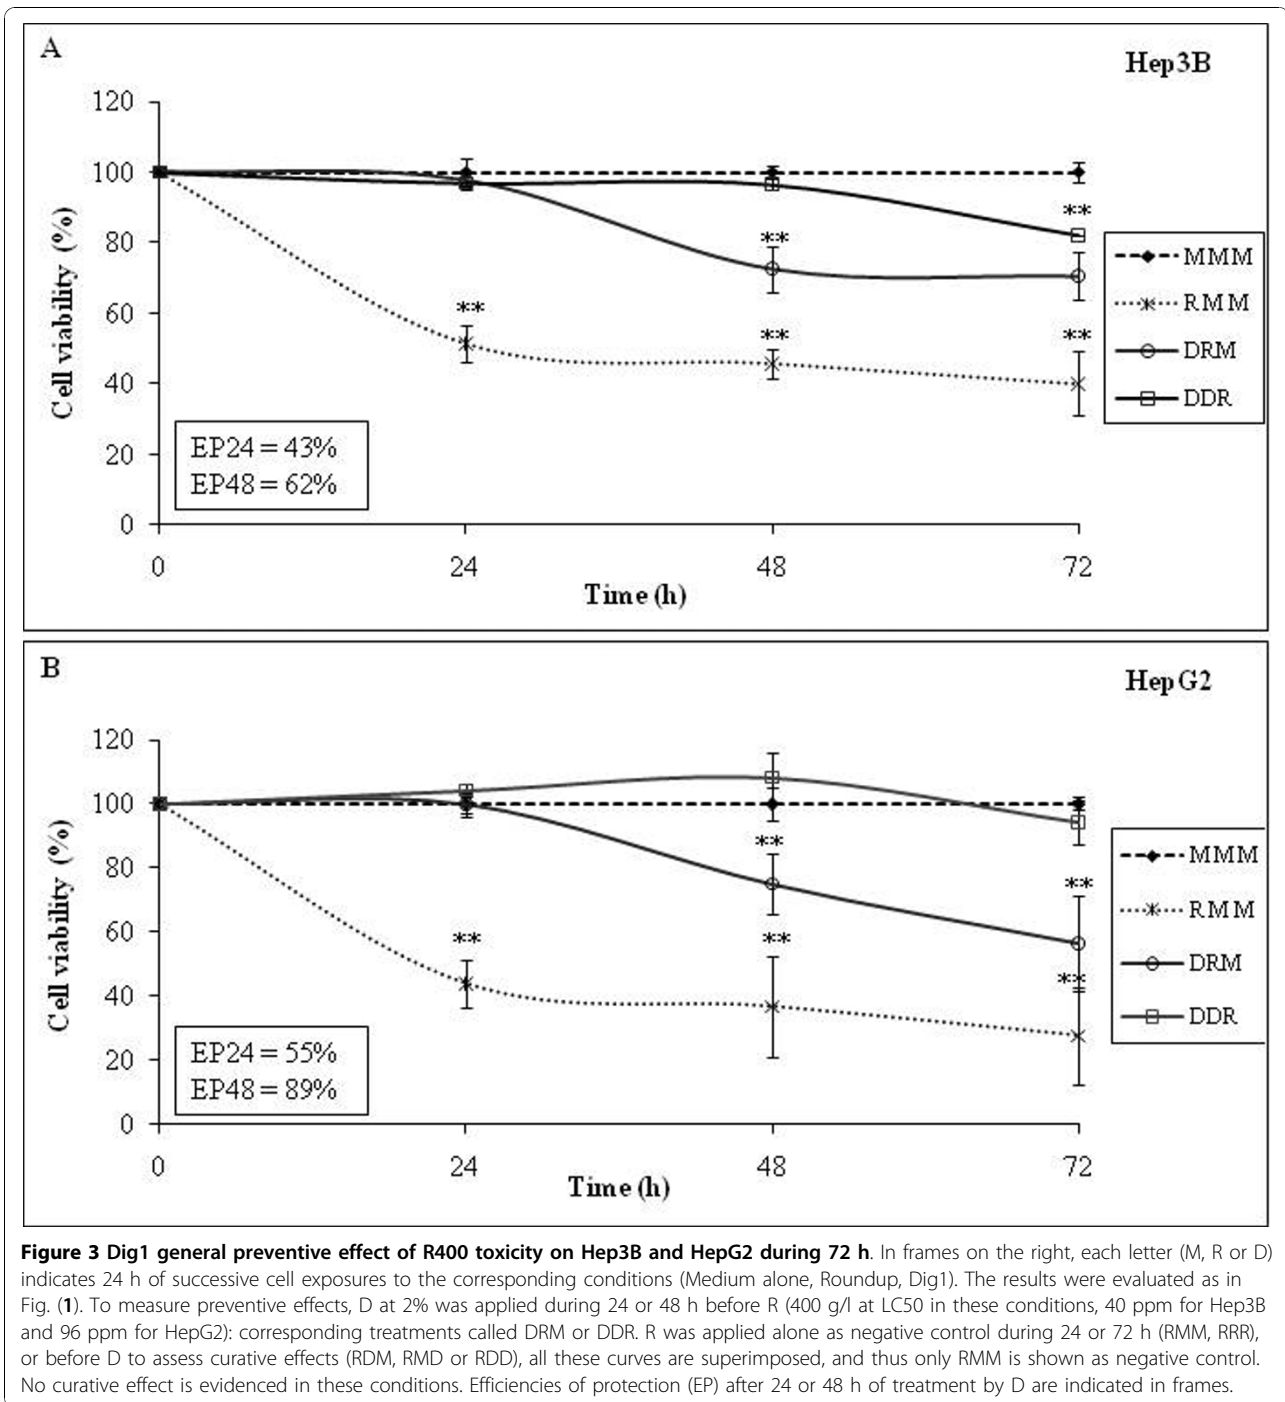 A
Hep3B
120
100
80
60
40
20
0
Cell viability (%)
**
**
**
**
**
EP24 = 43%
EP48 = 62%
0 24 48 72
Time (h)
MMM
RMM
DRM
DDR
B
HepG2
120
100
80
60
40
20
0
Cell viability (%)
**
**
**
**
**
EP24 = 55%
EP48 = 89%
0 24 48 72
Time (h)
MMM
RMM
DRM
DDR
Figure 3 Dig1 general preventive effect of R400 toxicity on Hep3B and HepG2 during 72 h. In frames on the right, each letter (M, R or D)
indicates 24 h of successive cell exposures to the corresponding conditions (Medium alone, Roundup, Dig1). The results were evaluated as in
Fig. (1). To measure preventive effects, D at 2% was applied during 24 or 48 h before R (400 g/l at LC50 in these conditions, 40 ppm for Hep3B
and 96 ppm for HepG2): corresponding treatments called DRM or DDR. R was applied alone as negative control during 24 or 72 h (RMM, RRR),
or before D to assess curative effects (RDM, RMD or RDD), all these curves are superimposed, and thus only RMM is shown as negative control.
No curative effect is evidenced in these conditions. Efficiencies of protection (EP) after 24 or 48 h of treatment by D are indicated in frames.